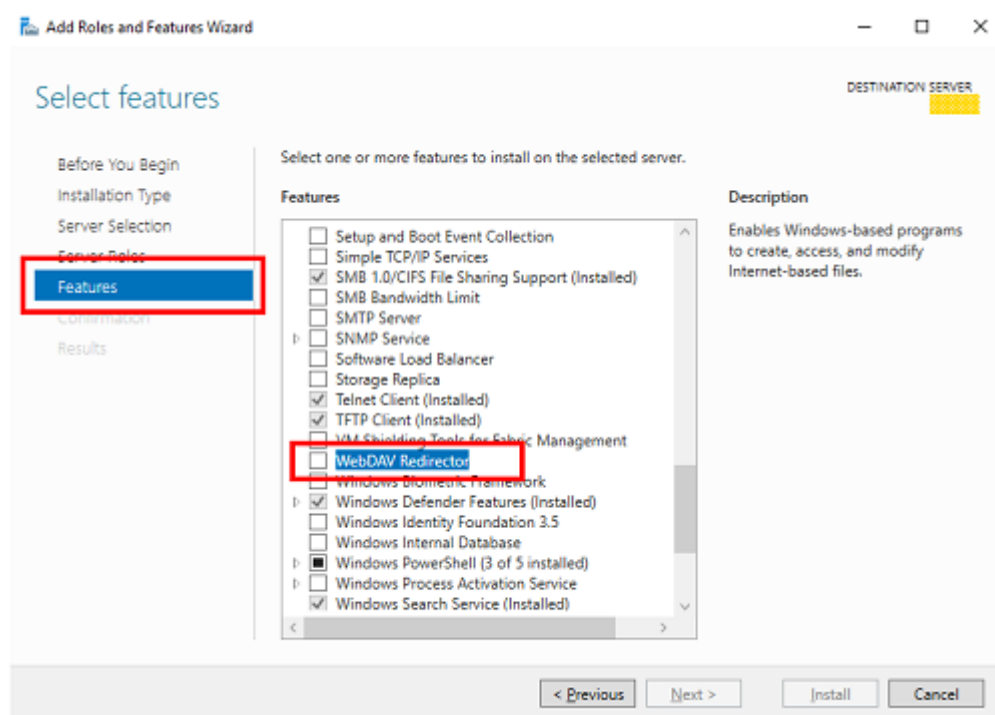 Add Roles and Features Wizard
Select features
DESTINATION SERVER
Before You Begin
Installation Type
Server Selection
Server Roles
Features
Confirmation
Results
Select one or more features to install on the selected server.
Features
Setup and Boot Event Collection
Simple TCP/IP Services
SMB 1.0/CIFS File Sharing Support (Installed)
SMB Bandwidth Limit
SMTP Server
SNMP Service
Software Load Balancer
Storage Replica
Telnet Client (Installed)
TFTP Client (Installed)
VM Shielding Tools for Fabric Management
WebDAV Redirector
Windows Biometric Framework
Windows Defender Features (Installed)
Windows Identity Foundation 3.5
Windows Internal Database
Windows PowerShell (3 of 5 installed)
Windows Process Activation Service
Windows Search Service (Installed)
Description
Enables Windows-based programs
to create, access, and modify
Internet-based files.
< Previous
Next >
Install
Cancel